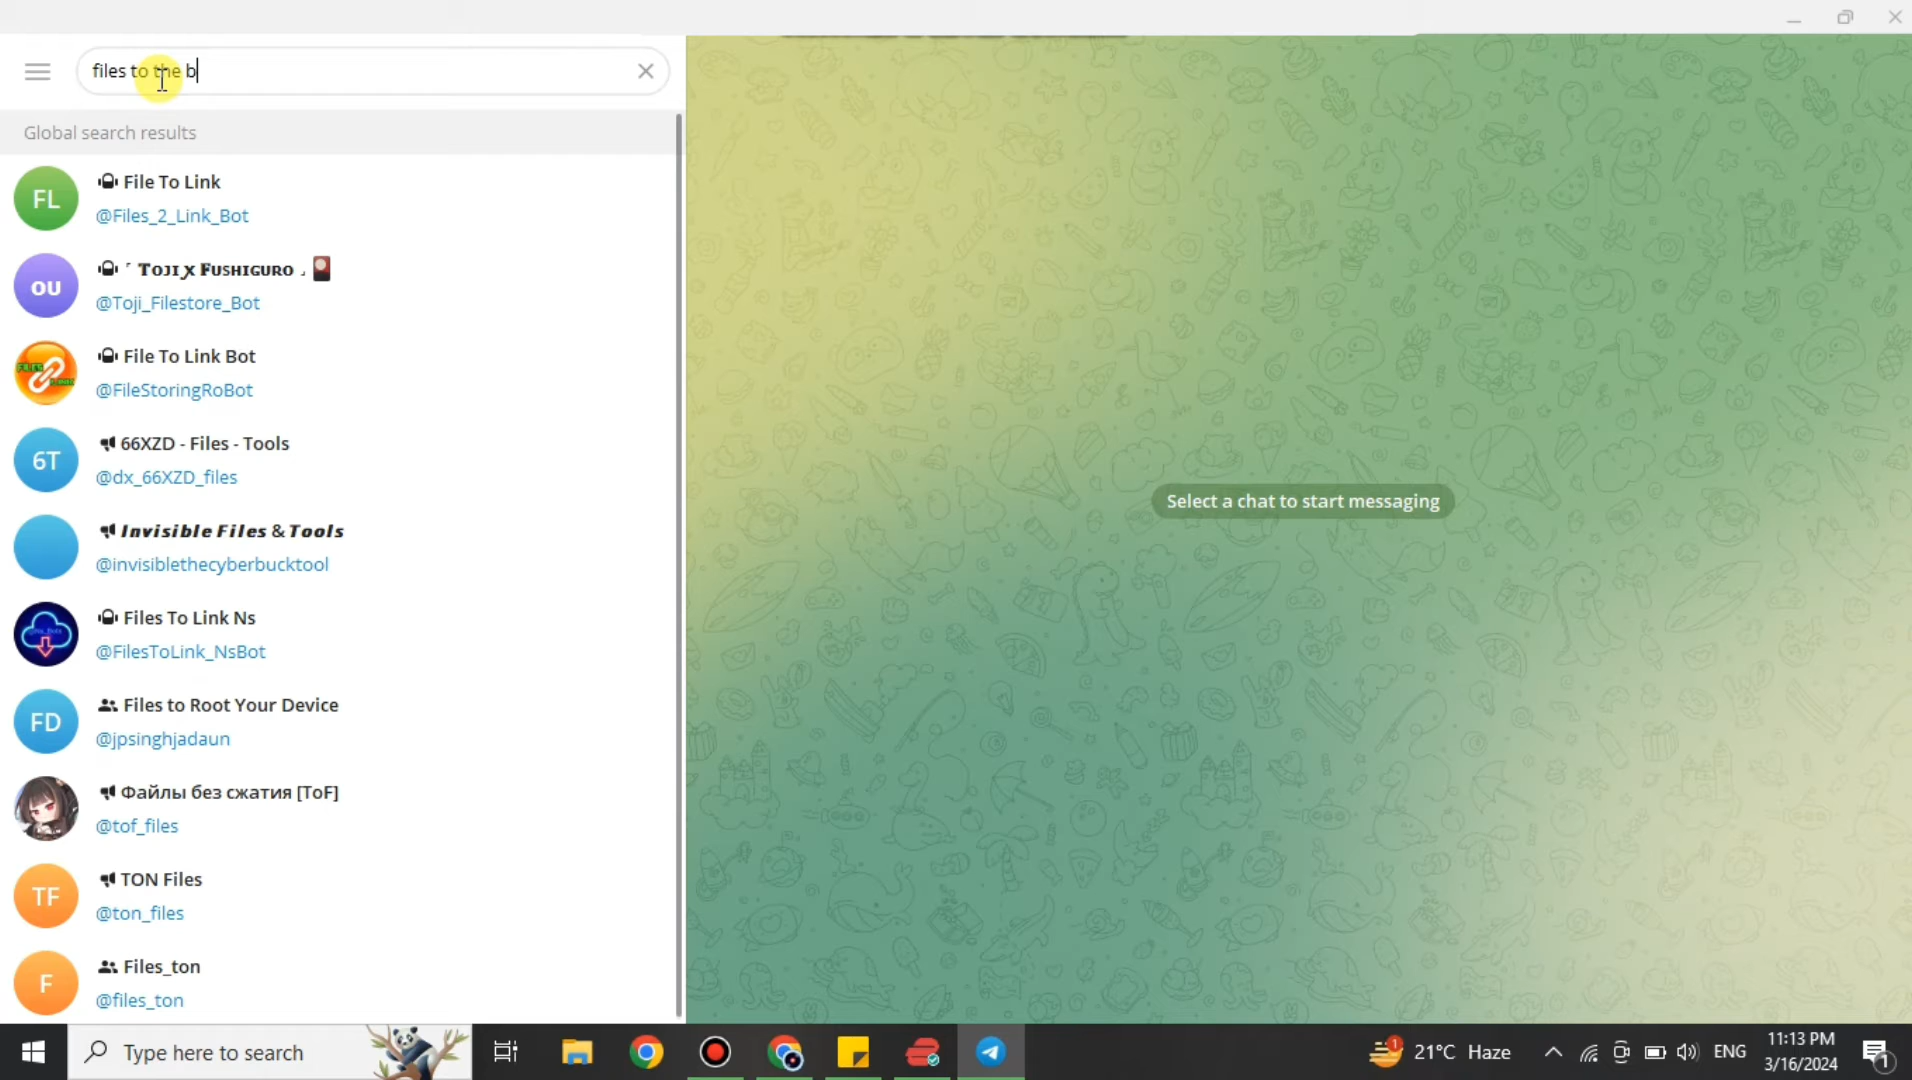 files to the b
Global search results
FL
File To Link
@Files_2_Link_Bot
OU
「 Toji x Fushiguro 」
@Toji_Filestore_Bot
File To Link Bot
@FileStoringRoBot
6T
66XZD - Files - Tools
@dx_66XZD_files
Invisible Files & Tools
@invisiblethecyberbucktool
Files To Link Ns
@FilesToLink_NsBot
FD
Files to Root Your Device
@jpsinghjadaun
Файлы без сжатия [ToF]
@tof_files
TF
TON Files
@ton_files
F
Files_ton
@files_ton
Select a chat to start messaging
Type here to search
1
21°C Haze
ENG
11:13 PM
3/16/2024
1